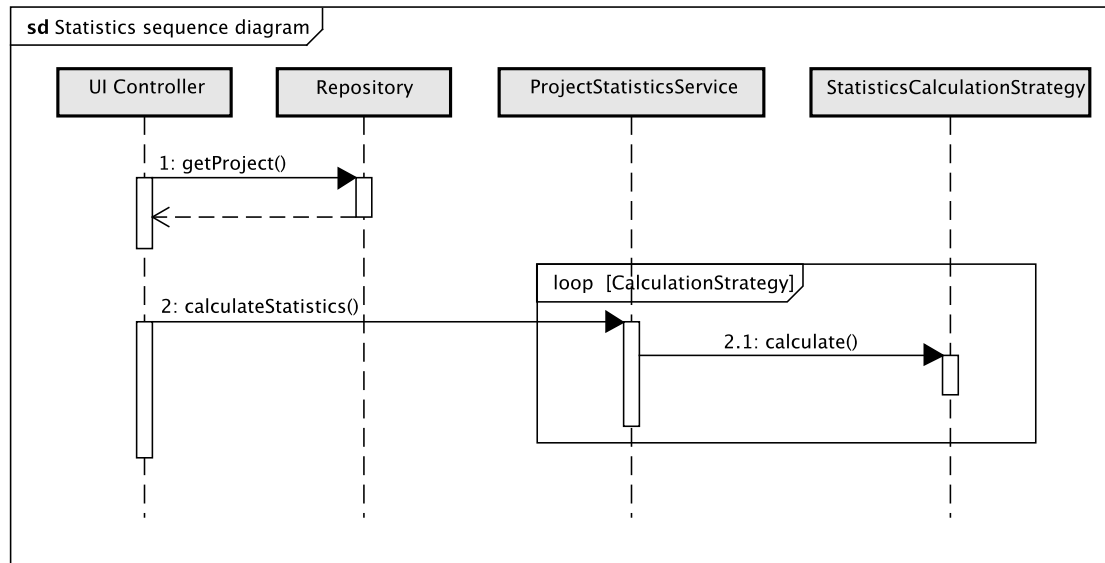 sd Statistics sequence diagram
UI Controller
Repository
ProjectStatisticsService
StatisticsCalculationStrategy
1: getProject()
loop [CalculationStrategy]
2: calculateStatistics()
2.1: calculate()